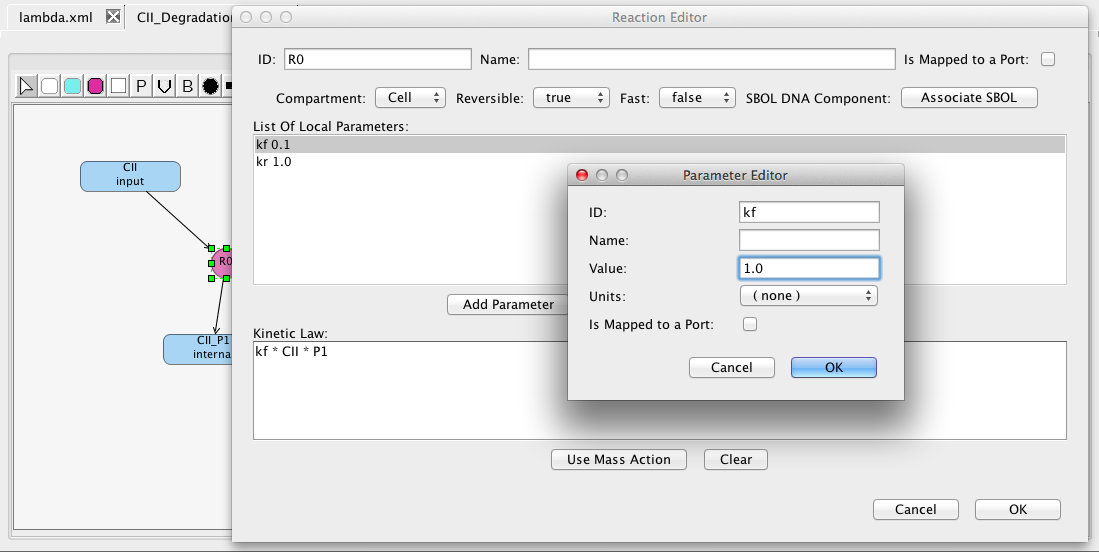 lambda.xml
CII_Degradation
Reaction Editor
ID: R0 Name: Is Mapped to a Port:
P V B
Compartment: Cell Reversible: true Fast: false SBOL DNA Component: Associate SBOL
List Of Local Parameters:
kf 0.1
kr 1.0
CII
input
R0
CII_P1
interna
Parameter Editor
ID: kf
Name:
Value: 1.0
Units: ( none )
Is Mapped to a Port:
Cancel OK
Add Parameter
Kinetic Law:
kf * CII * P1
Use Mass Action Clear
Cancel OK